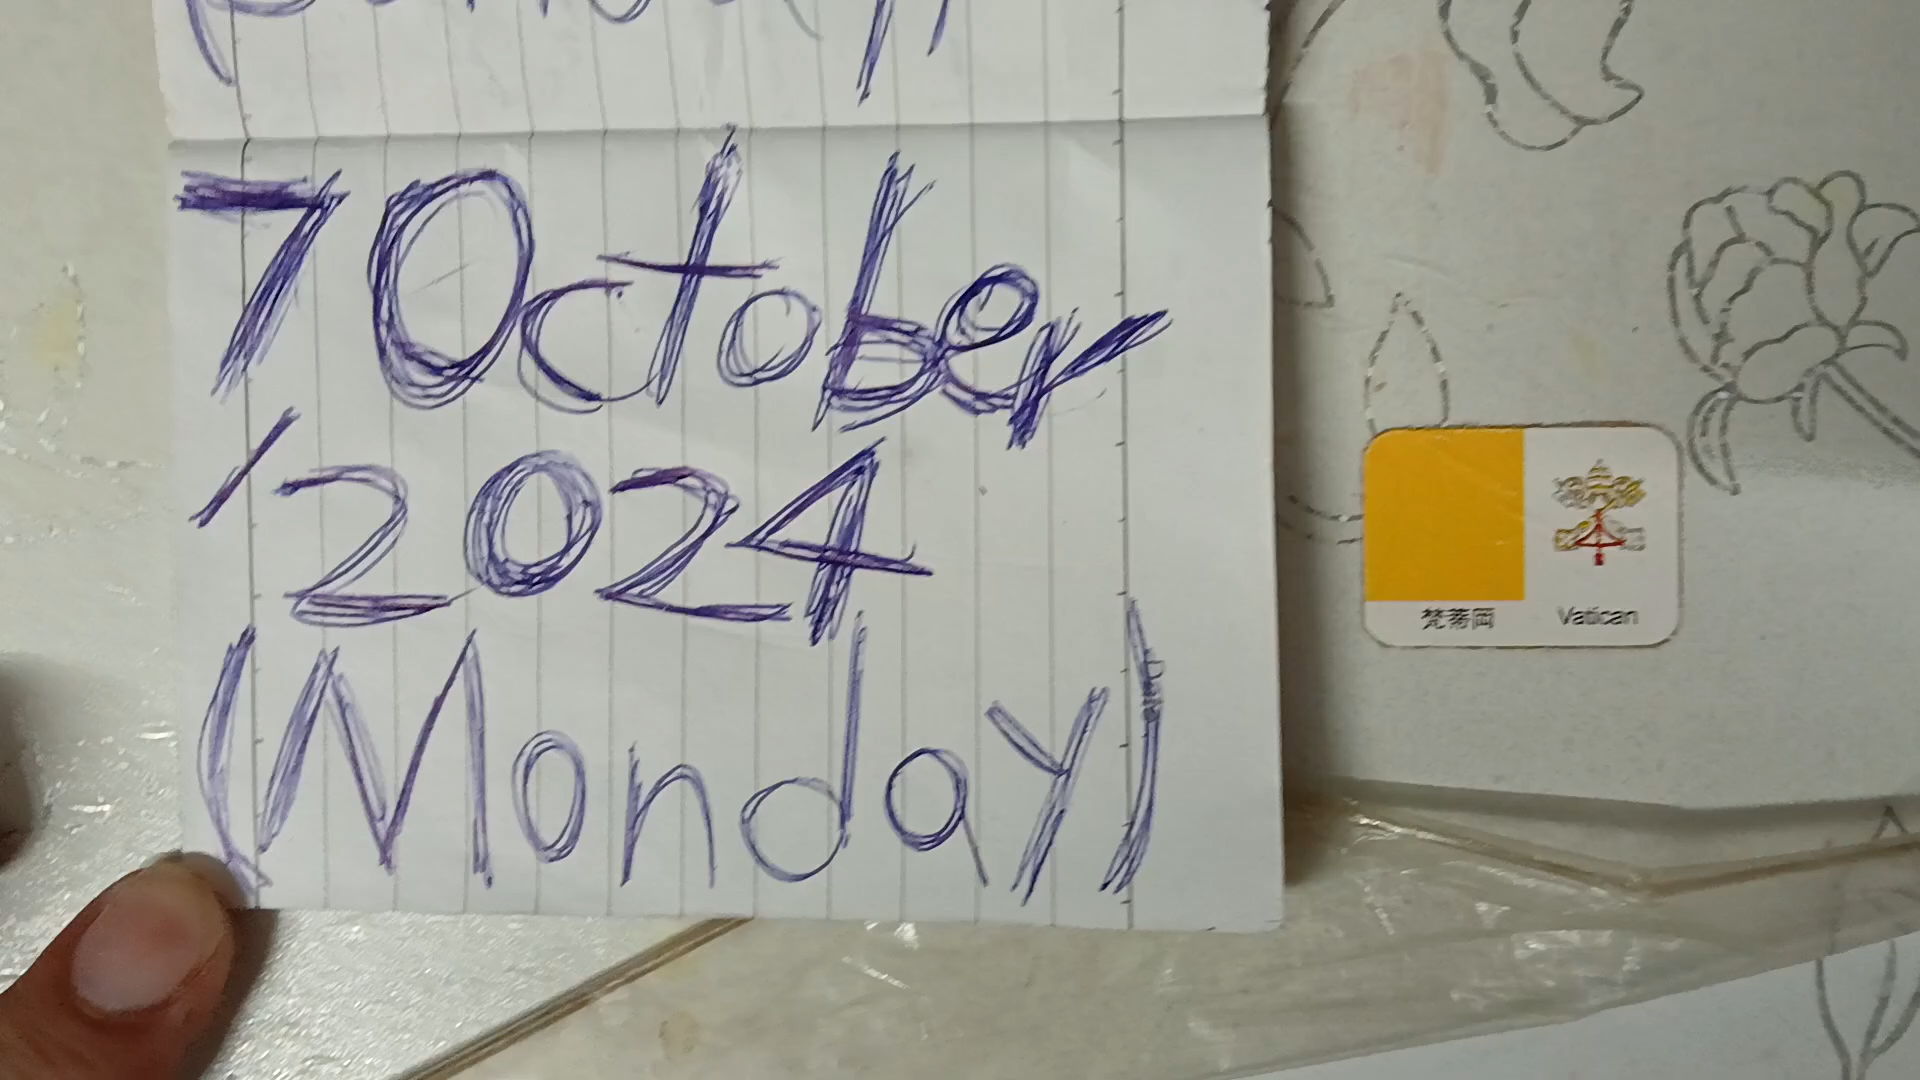 7 October
'2024
(Monday)
梵蒂冈 Vatican